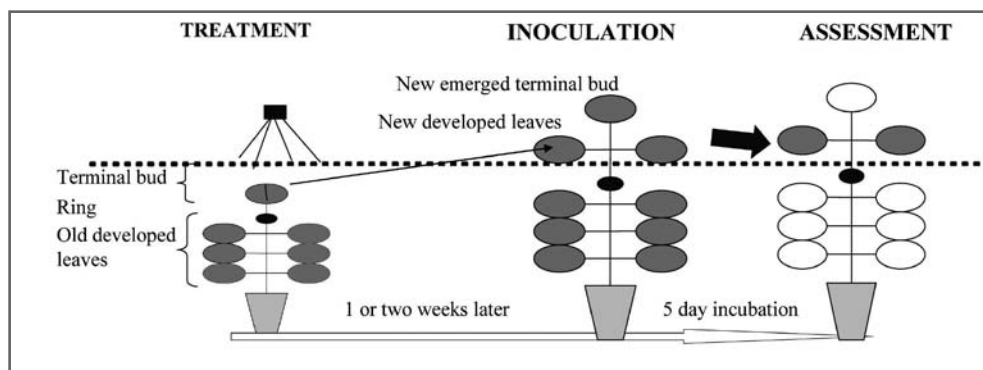 TREATMENT
INOCULATION
ASSESSMENT
New emerged terminal bud
New developed leaves
Terminal bud
Ring
Old developed
leaves
1 or two weeks later
5 day incubation